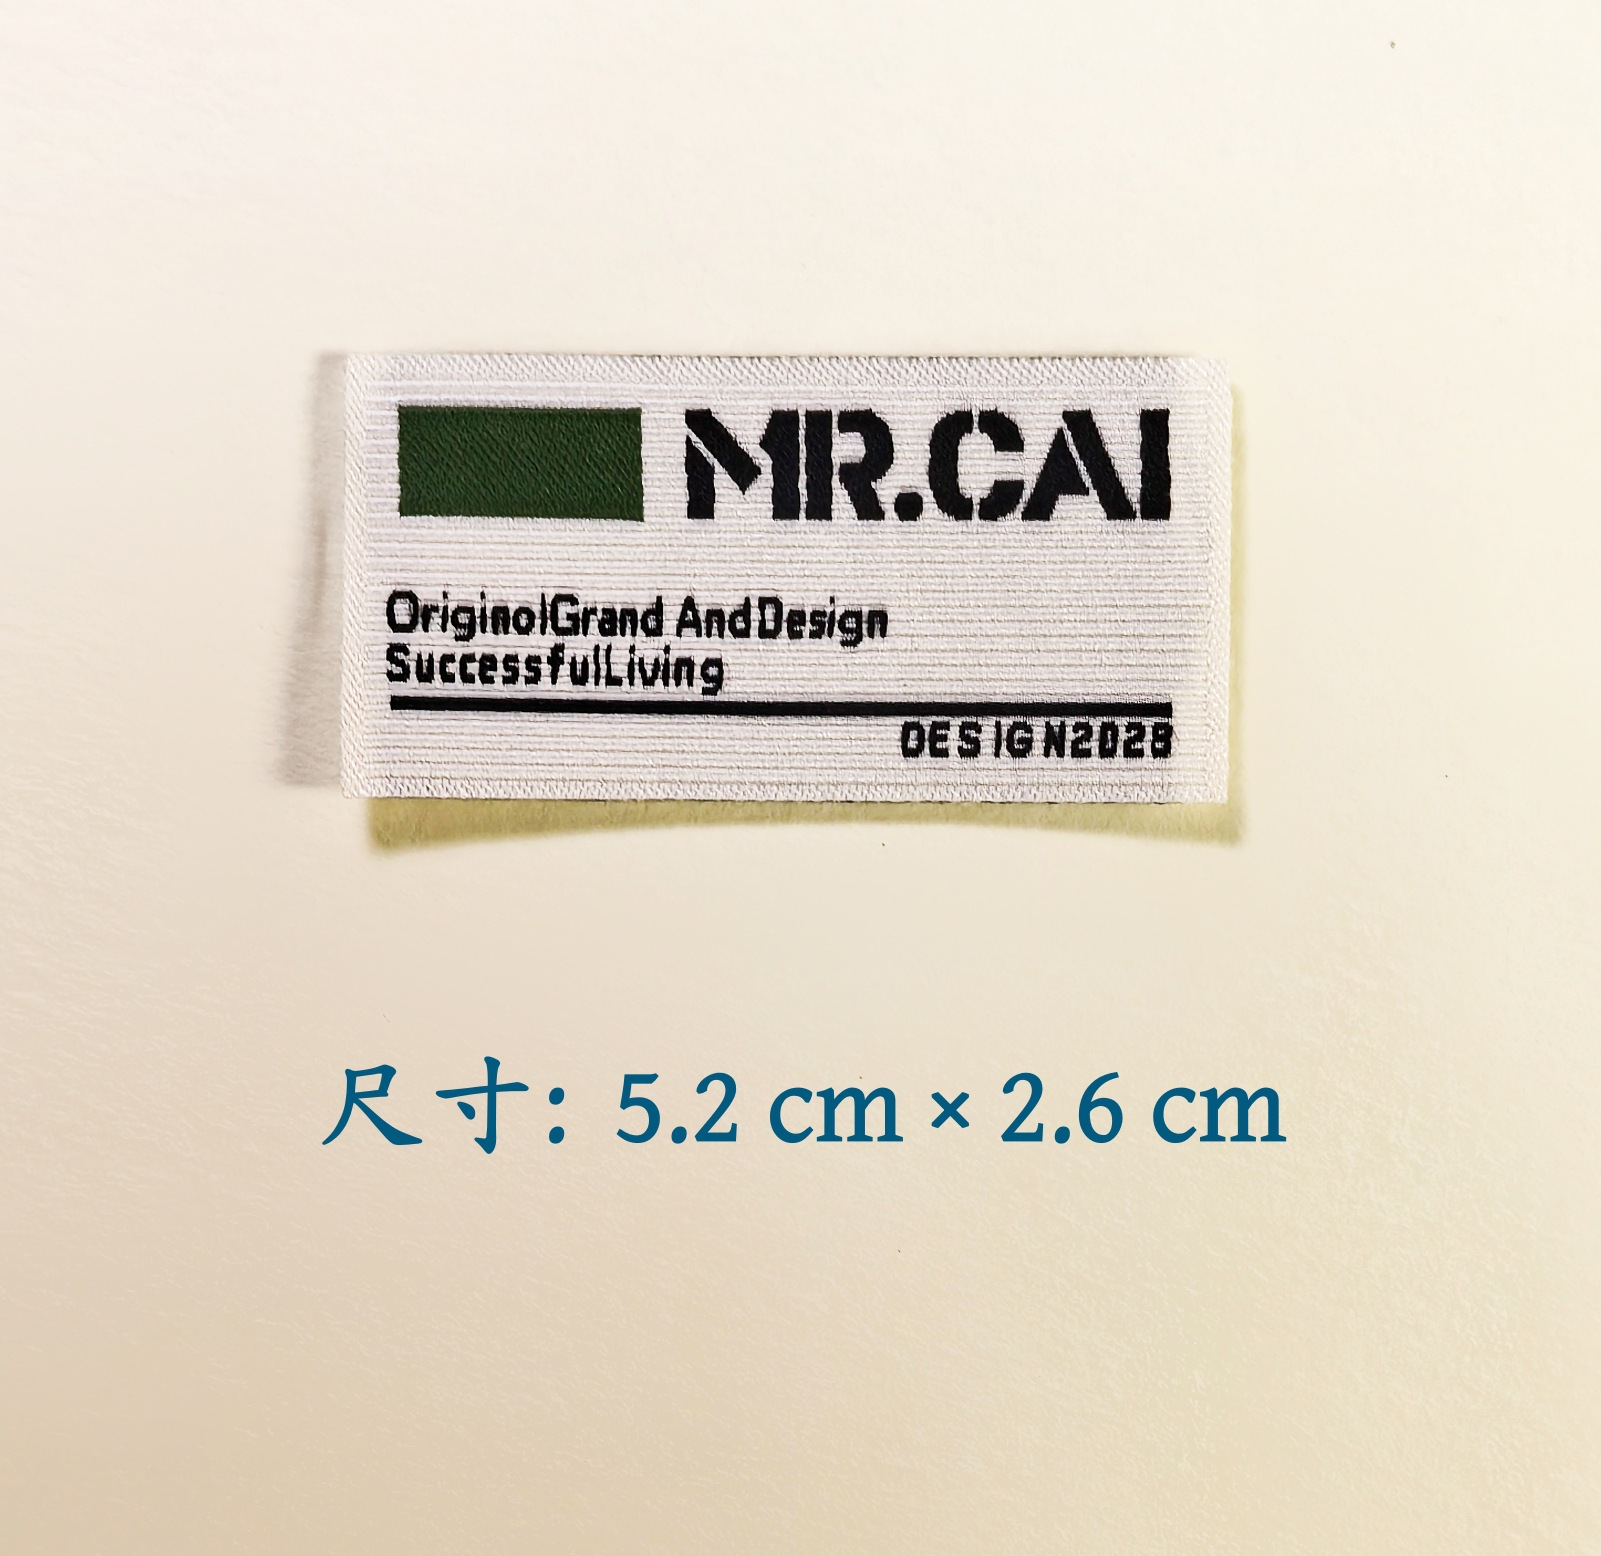 MR.CAI
OriginolGrand AndDesign
SuccessfulLiving
DESIGN2028
尺寸: 5.2 cm × 2.6 cm